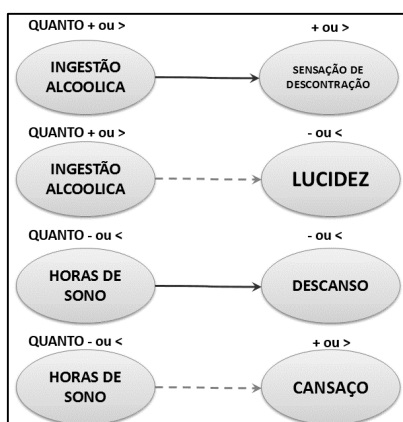 QUANTO + ou >
+ ou >
INGESTÃO
ALCOOLICA
SENSAÇÃO DE
DESCONTRAÇÃO
QUANTO + ou >
- ou <
INGESTÃO
ALCOOLICA
LUCIDEZ
QUANTO - ou <
- ou <
HORAS DE
SONO
DESCANSO
QUANTO - ou <
+ ou >
HORAS DE
SONO
CANSAÇO